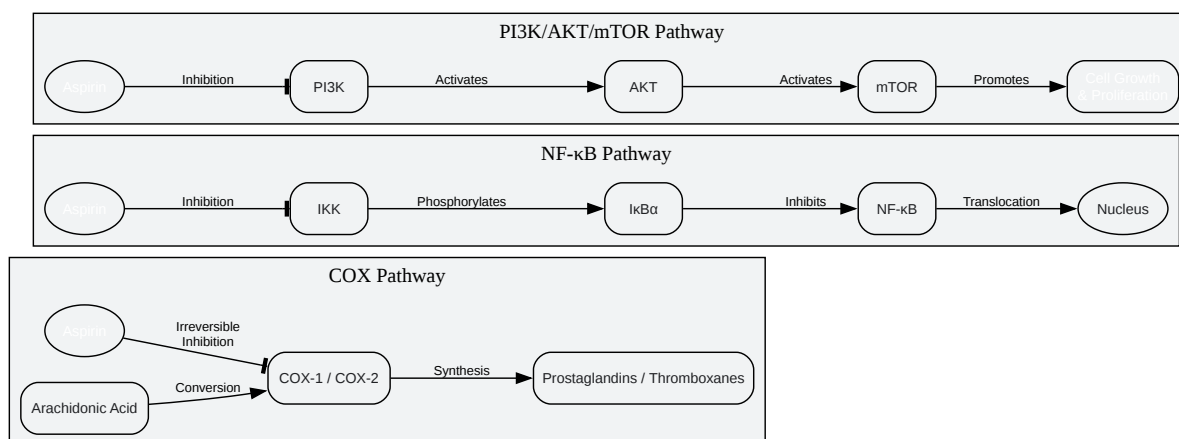 PI3K/AKT/mTOR Pathway
Aspirin
Inhibition
PI3K
Activates
AKT
Activates
mTOR
Promotes
Cell Growth
& Proliferation
NF-κB Pathway
Aspirin
Inhibition
IKK
Phosphorylates
IκBα
Inhibits
NF-κB
Translocation
Nucleus
COX Pathway
Aspirin
Irreversible
Inhibition
Arachidonic Acid
Conversion
COX-1 / COX-2
Synthesis
Prostaglandins / Thromboxanes